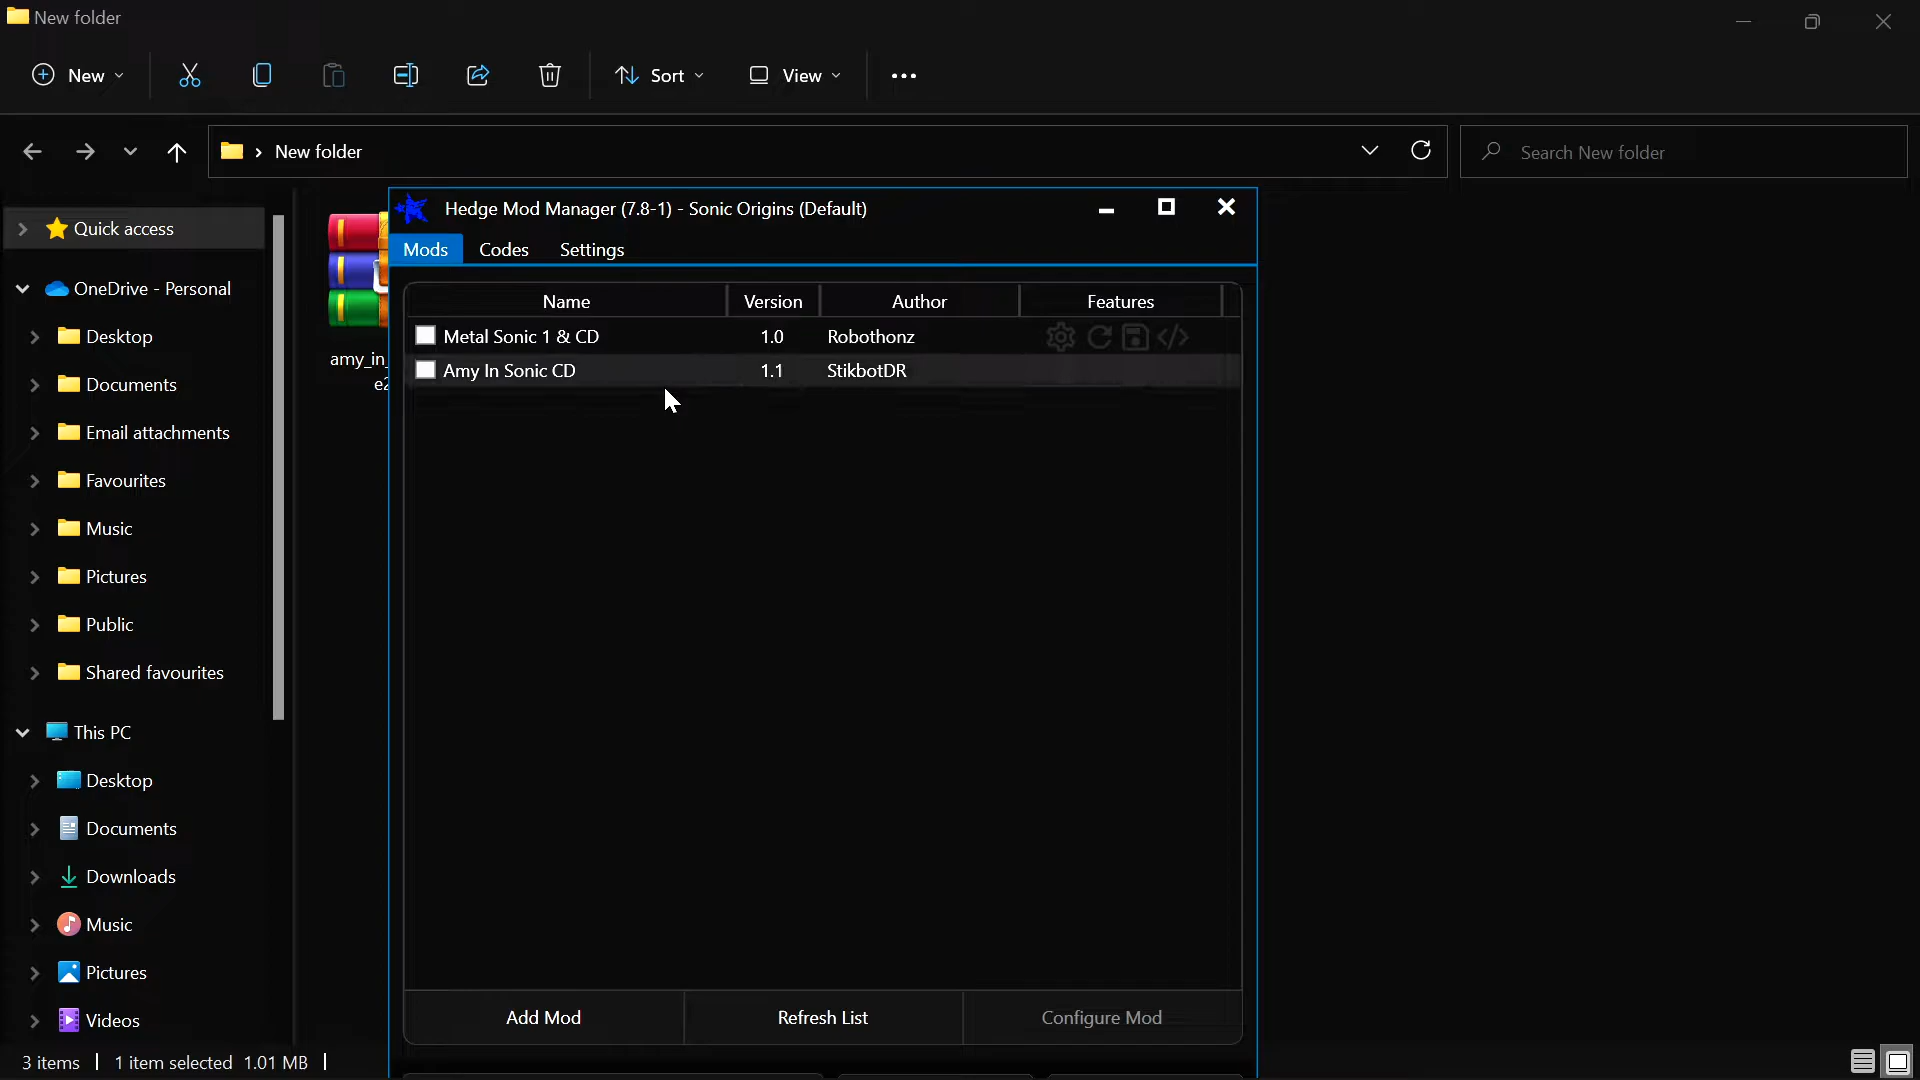 New folder
New
Sort
View
New folder
Search New folder
Quick access
OneDrive - Personal
Desktop
Documents
Email attachments
Favourites
Music
Pictures
Public
Shared favourites
This PC
Desktop
Documents
Downloads
Music
Pictures
Videos
amy_in_
e2
Hedge Mod Manager (7.8-1) - Sonic Origins (Default)
Mods Codes Settings
Name Version Author Features
Metal Sonic 1 & CD 1.0 Robothonz
Amy In Sonic CD 1.1 StikbotDR
Add Mod Refresh List Configure Mod
3 items 1 item selected 1.01 MB